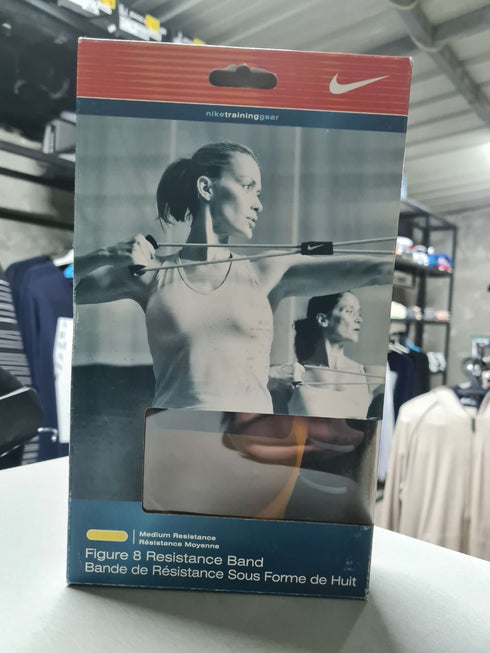 niketraininggear
Medium Resistance
Résistance Moyenne
Figure 8 Resistance Band
Bande de Résistance Sous Forme de Huit